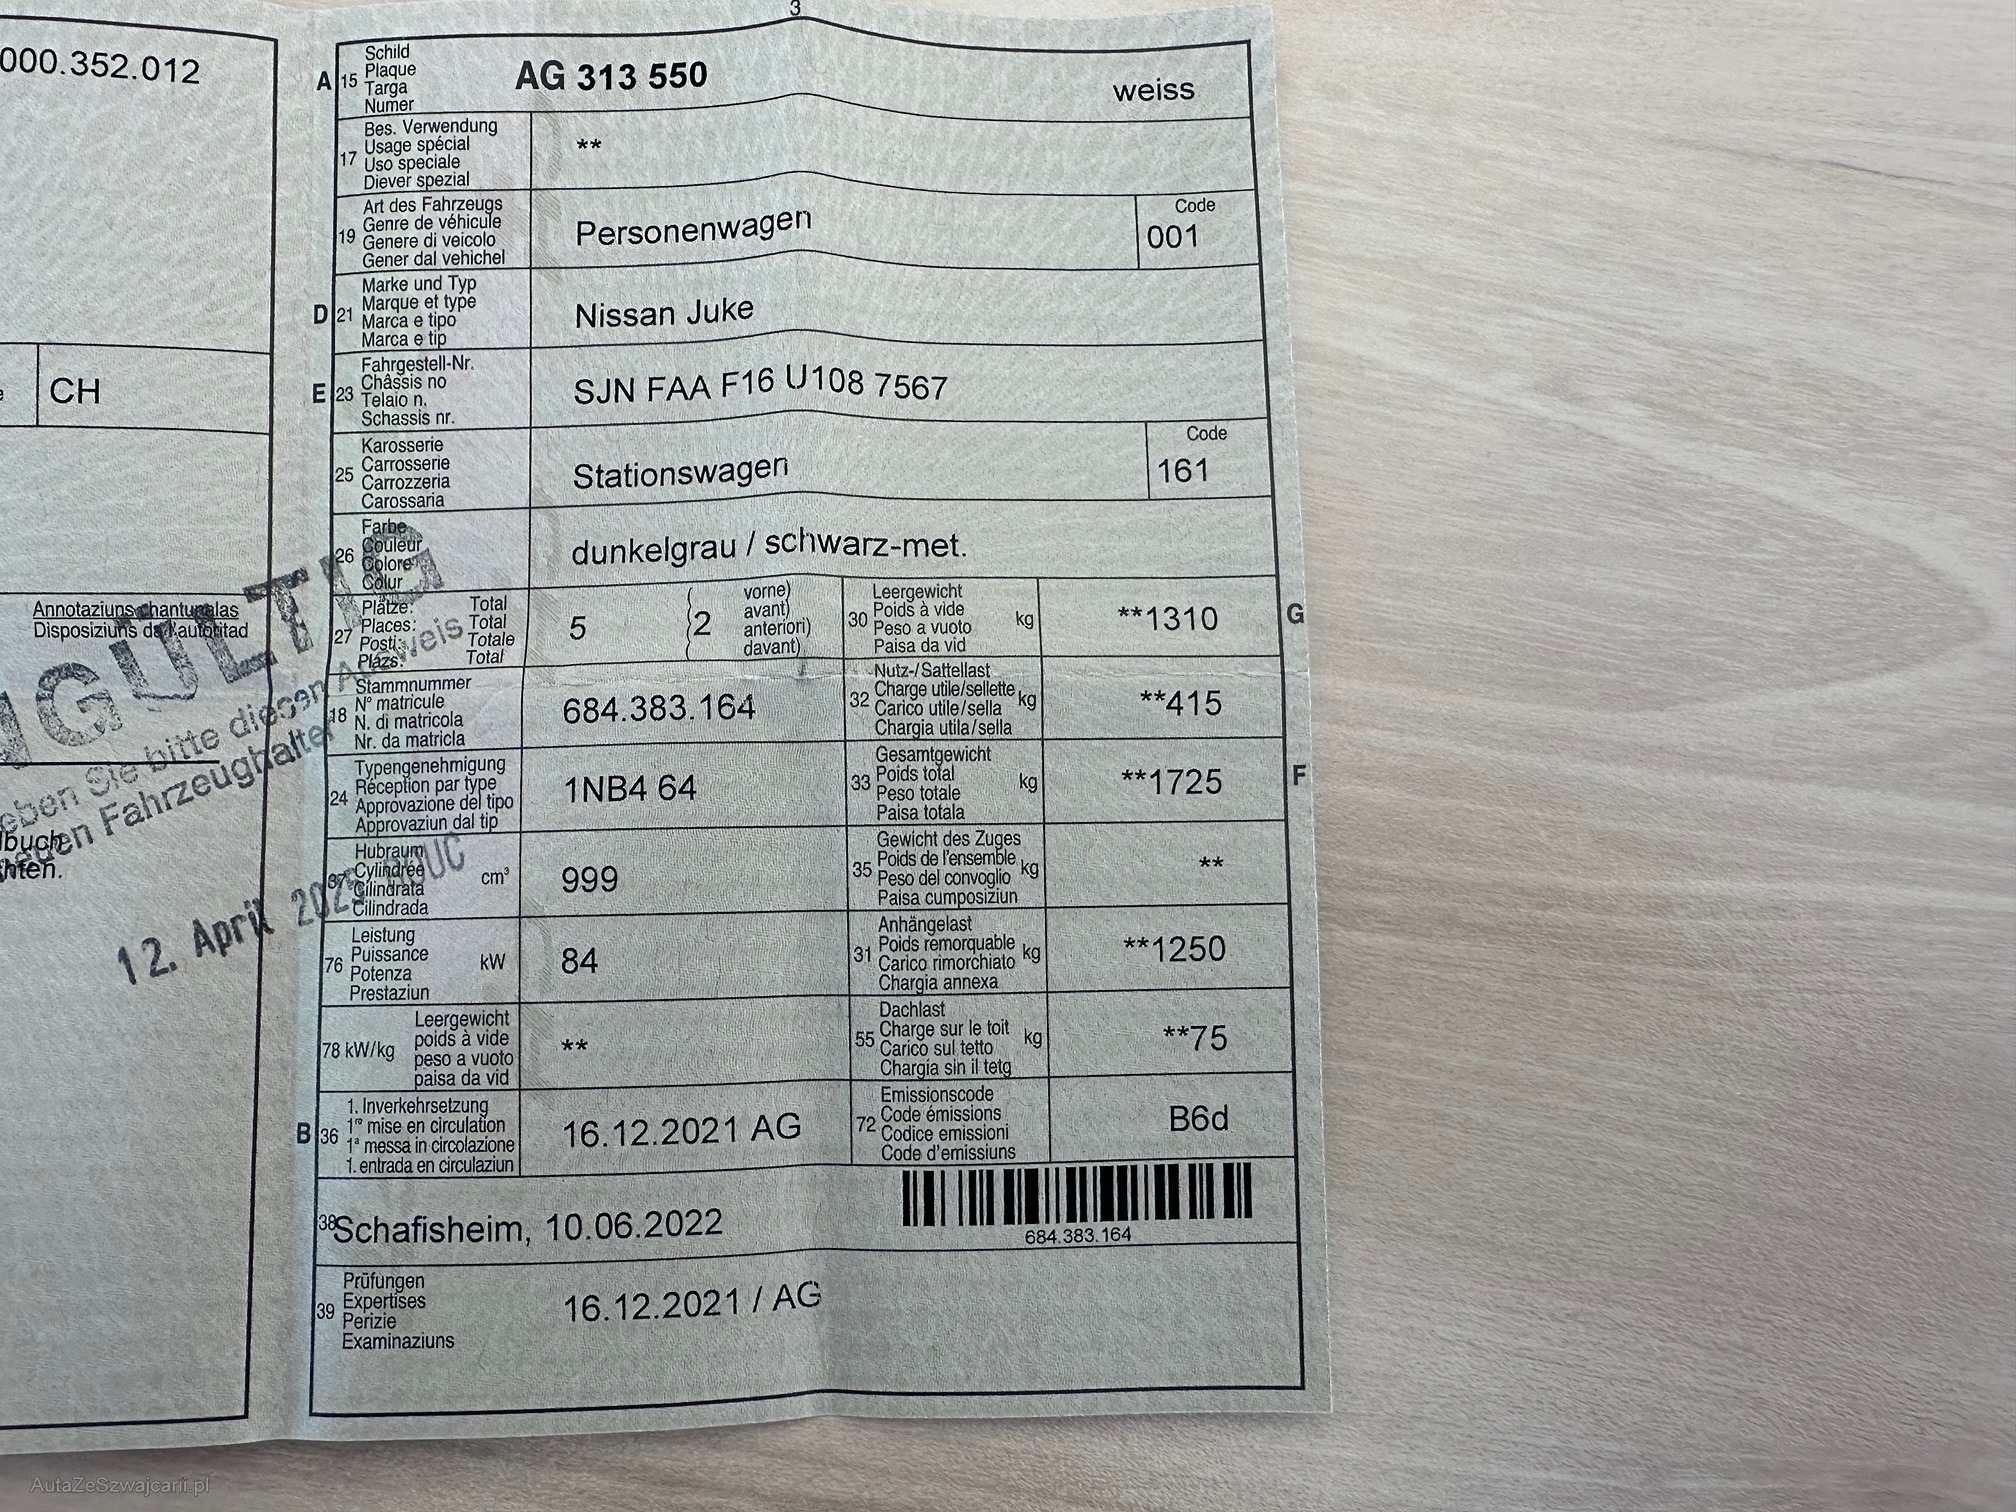 3
000.352.012
CH
Annotaziuns chantunalas
Disposiziuns da l'autoritad
UNGÜLTIG
eben Sie bitte diesen Ausweis
neuen Fahrzeughalter
buch
hten.
12. April 2025
A 15 Schild
Plaque
Targa
Numer
AG 313 550 weiss
17 Bes. Verwendung
Usage spécial
Uso speciale
Diever spezial
**
19 Art des Fahrzeugs
Genre de véhicule
Genere di veicolo
Gener dal vehichel
Personenwagen
Code
001
D 21 Marke und Typ
Marque et type
Marca e tipo
Marca e tip
Nissan Juke
E 23 Fahrgestell-Nr.
Châssis no
Telaio n.
Schassis nr.
SJN FAA F16 U108 7567
25 Karosserie
Carrosserie
Carrozzeria
Carossaria
Stationswagen
Code
161
26 Farbe
Couleur
Colore
Colur
dunkelgrau / schwarz-met.
27 Plätze: Total
Places: Total
Posti: Totale
Plazs: Total
5 (2 vorne)
avant)
anteriori)
davant)
30 Leergewicht
Poids à vide
Peso a vuoto
Paisa da vid
kg
**1310
G
18 Stammnummer
N° matricule
N. di matricola
Nr. da matricla
684.383.164
32 Nutz-/Sattellast
Charge utile/sellette
Carico utile/sella
Chargia utila/sella
kg
**415
24 Typengenehmigung
Réception par type
Approvazione del tipo
Approvaziun dal tip
1NB4 64
33 Gesamtgewicht
Poids total
Peso totale
Paisa totala
kg
**1725
F
37 Hubraum
Cylindrée
Cilindrata
Cilindrada
cm³
999
35 Gewicht des Zuges
Poids de l'ensemble
Peso del convoglio
Paisa cumposiziun
kg
**
76 Leistung
Puissance
Potenza
Prestaziun
kW
84
31 Anhängelast
Poids remorquable
Carico rimorchiato
Chargia annexa
kg
**1250
78 kW/kg Leergewicht
poids à vide
peso a vuoto
paisa da vid
**
55 Dachlast
Charge sur le toit
Carico sul tetto
Chargia sin il tetg
kg
**75
B 36 1. Inverkehrsetzung
1re mise en circulation
1a messa in circolazione
1. entrada en circulaziun
16.12.2021 AG
72 Emissionscode
Code émissions
Codice emissioni
Code d'emissiuns
B6d
38 Schafisheim, 10.06.2022
684.383.164
39 Prüfungen
Expertises
Perizie
Examinaziuns
16.12.2021 / AG
AutaZeSzwajcarii.pl